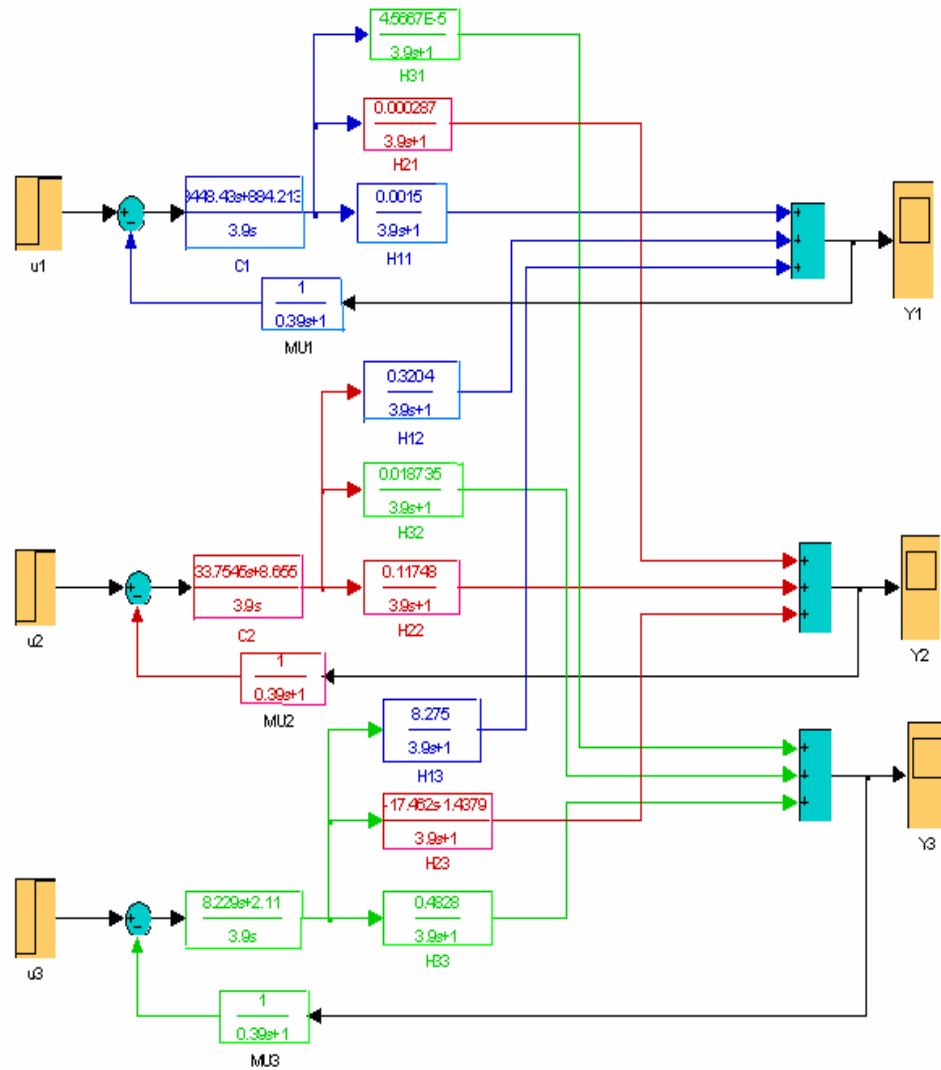 4.5667E-5
3.9s+1
H31
0.000287
3.9s+1
H21
u1
+
−
448.43s+884.213
3.9s
C1
0.0015
3.9s+1
H11
+
+
+
Y1
1
0.39s+1
MU1
0.3204
3.9s+1
H12
0.018735
3.9s+1
H32
u2
+
−
33.7545s+8.655
3.9s
C2
0.11748
3.9s+1
H22
+
+
+
Y2
1
0.39s+1
MU2
8.275
3.9s+1
H13
-17.462s-1.4379
3.9s+1
H23
+
+
+
Y3
u3
+
−
8.229s+2.11
3.9s
0.4828
3.9s+1
H33
1
0.39s+1
MU3